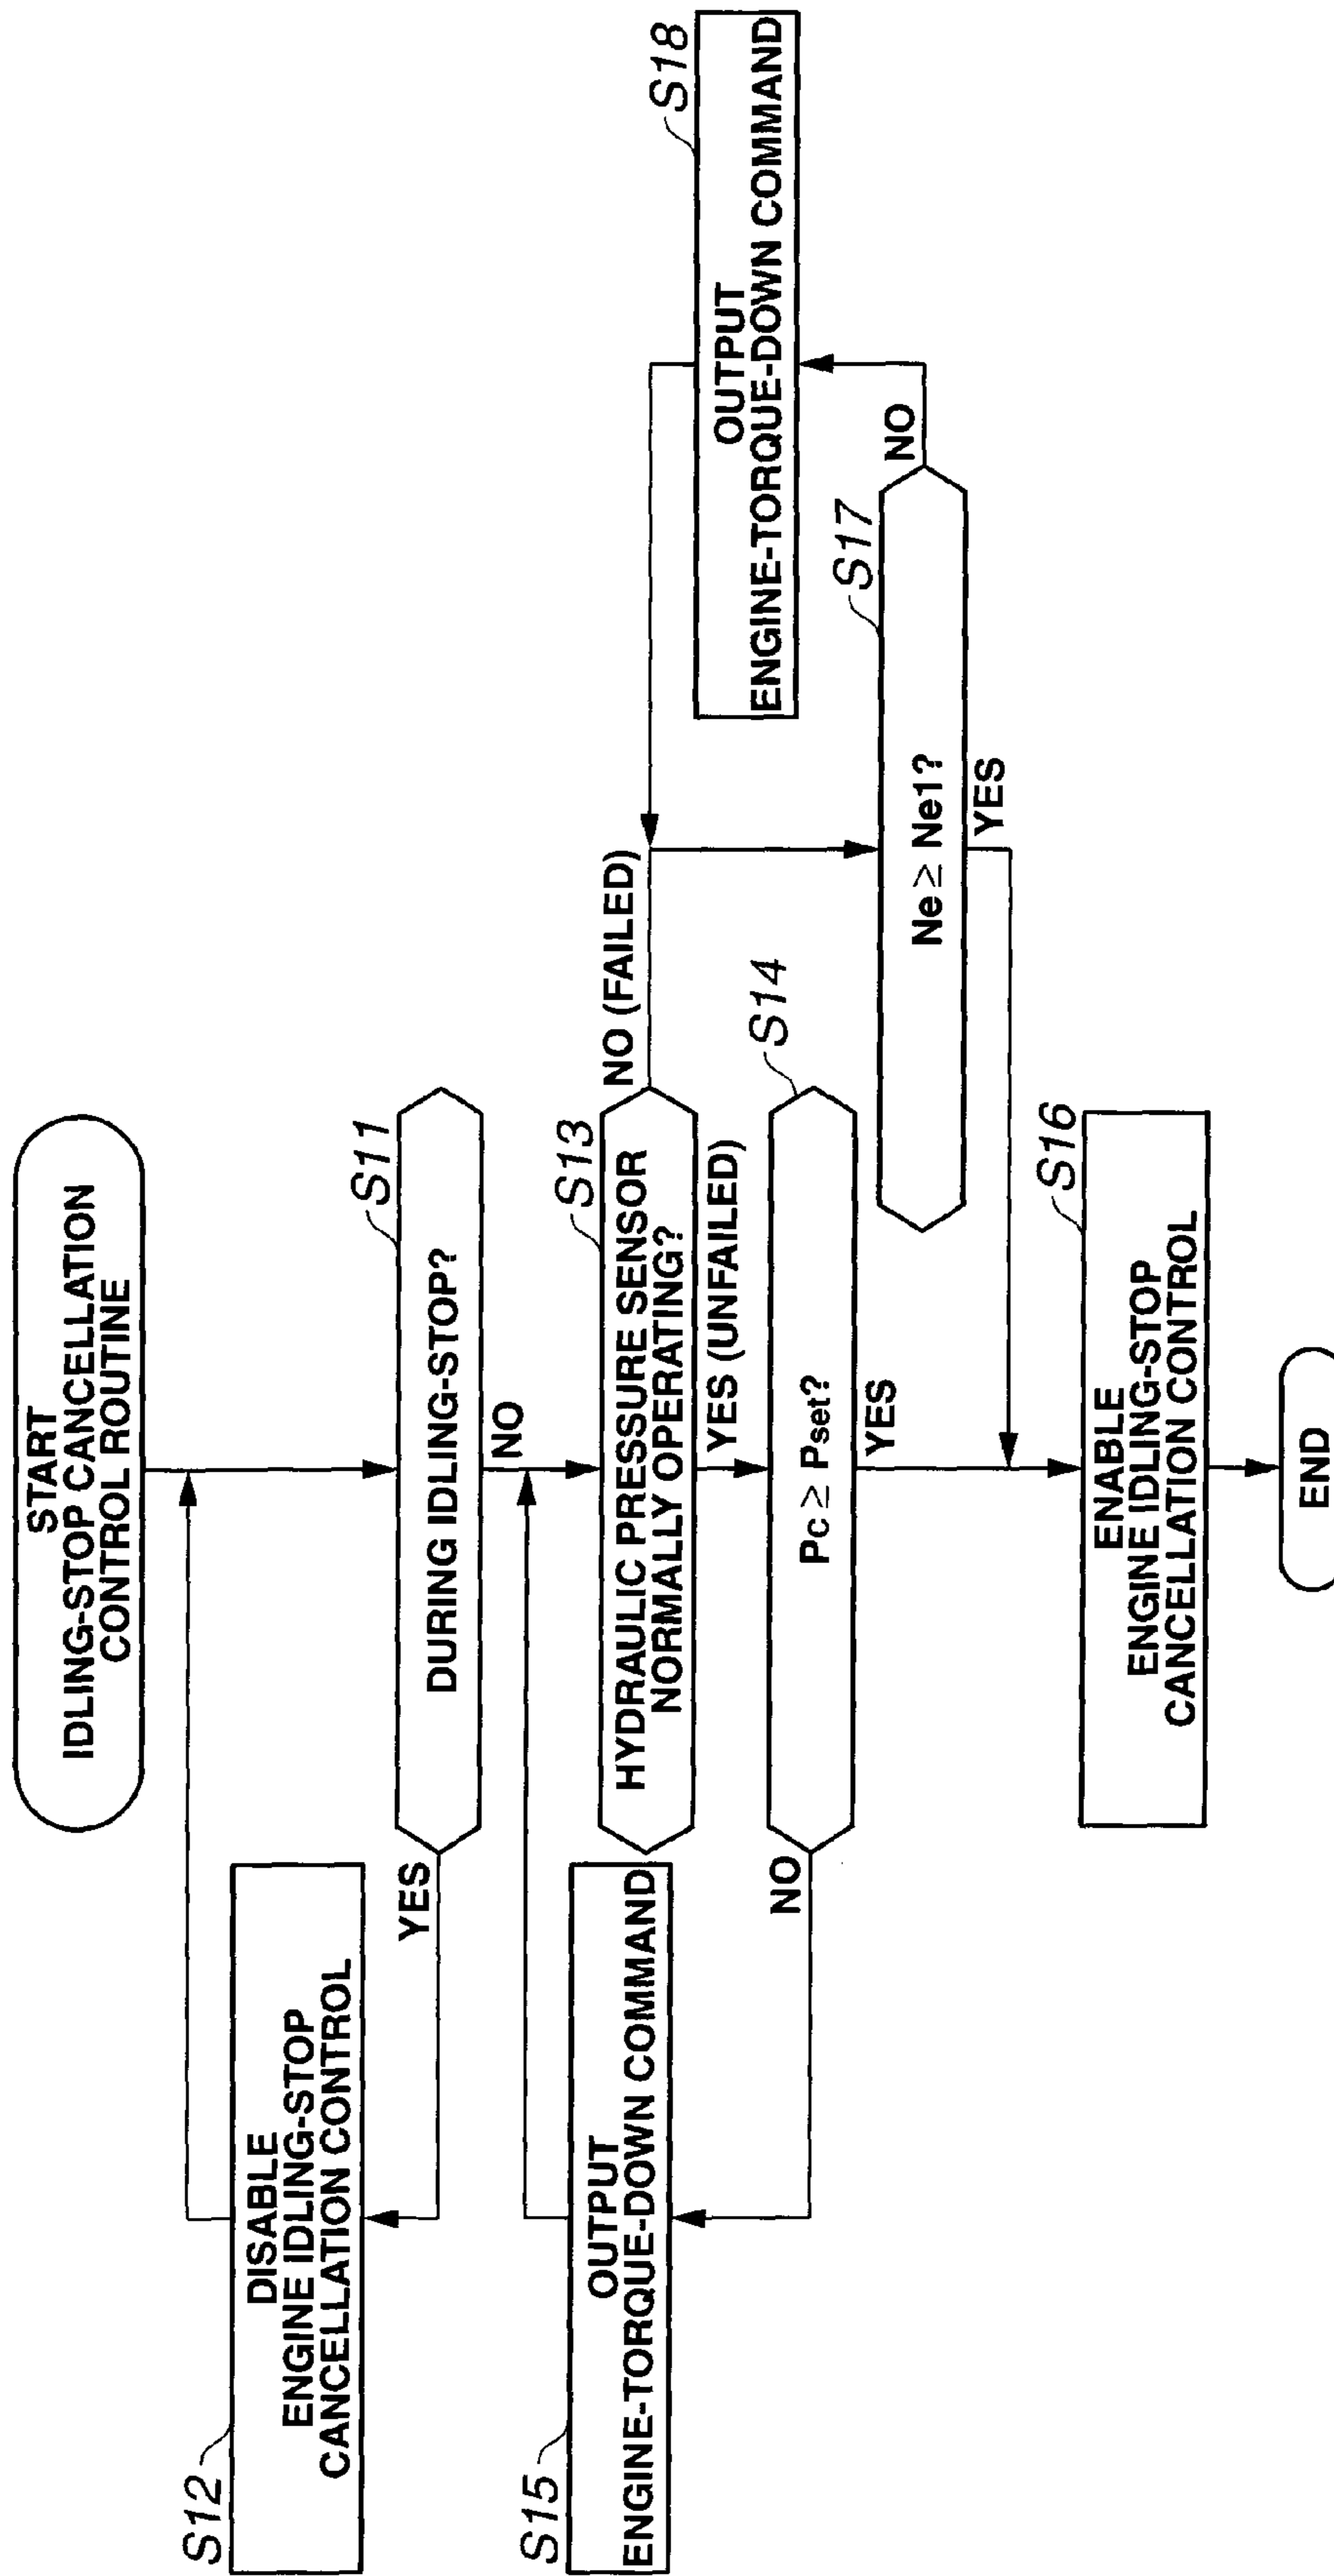 START
IDLING-STOP CANCELLATION
CONTROL ROUTINE
S12
DISABLE
ENGINE IDLING-STOP
CANCELLATION CONTROL
YES
S11
DURING IDLING-STOP?
NO
S15
OUTPUT
ENGINE-TORQUE-DOWN COMMAND
S13
HYDRAULIC PRESSURE SENSOR
NORMALLY OPERATING?
NO (FAILED)
YES (UNFAILED)
S18
OUTPUT
ENGINE-TORQUE-DOWN COMMAND
NO
S14
Pc ≥ Pset?
YES
S17
Ne ≥ Ne1?
NO
YES
S16
ENABLE
ENGINE IDLING-STOP
CANCELLATION CONTROL
END